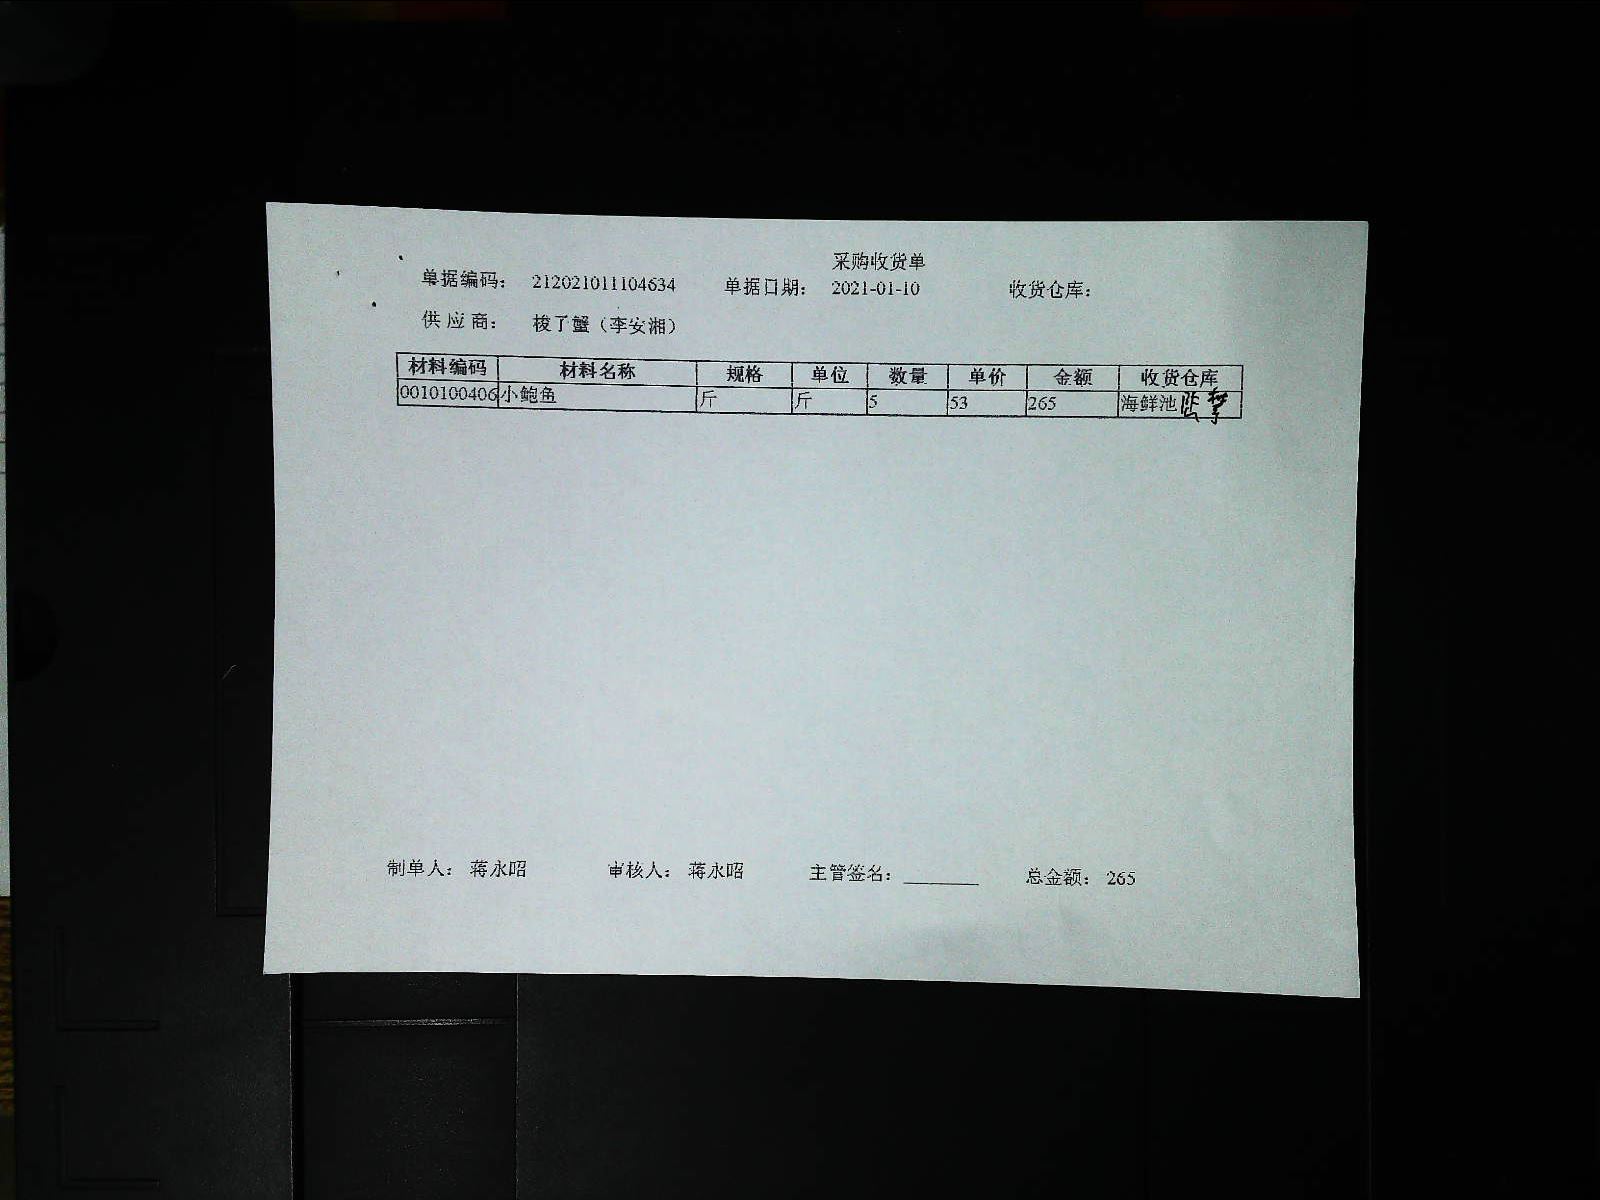 采购收货单
单据编码： 212021011104634 单据日期： 2021-01-10 收货仓库：
供 应 商： 梭子蟹（李安湘）
材料编码 材料名称 规格 单位 数量 单价 金额 收货仓库
0010100406 小鲍鱼 斤 斤 5 53 265 海鲜池
制单人： 蒋永昭 审核人： 蒋永昭 主管签名： ________ 总金额： 265